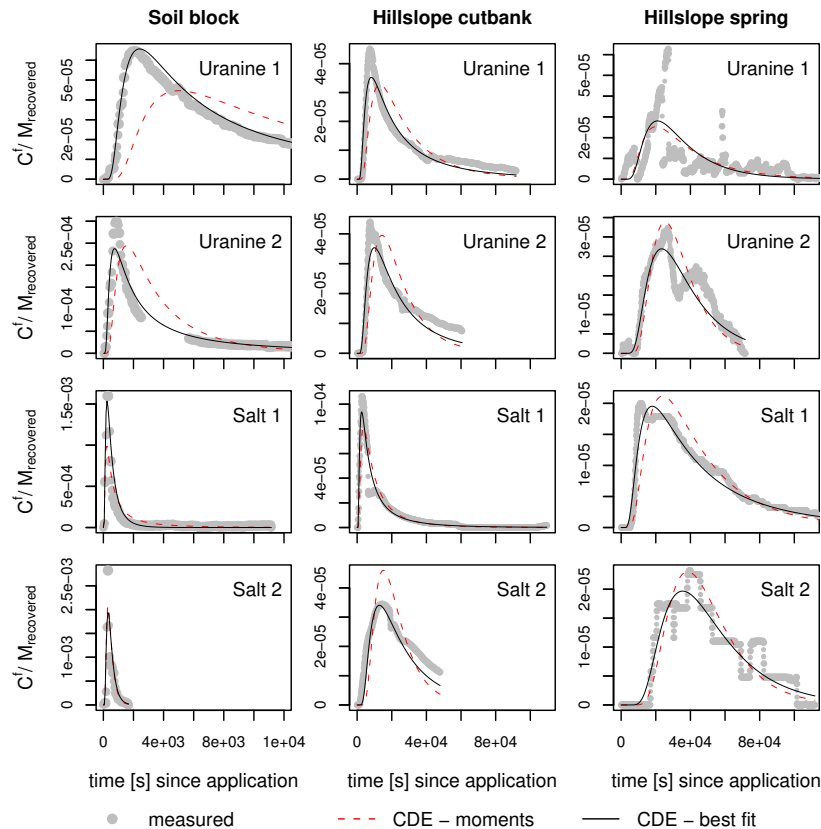 Soil block Hillslope cutbank Hillslope spring
Uranine 1 Uranine 1 Uranine 1
C^f/ M_recovered
0 2e-05 5e-05
0 2e-05 4e-05
0 2e-05 5e-05
Uranine 2 Uranine 2 Uranine 2
C^f/ M_recovered
0 1e-04 2.5e-04
0 2e-05 4e-05
0 1e-05 3e-05
Salt 1 Salt 1 Salt 1
C^f/ M_recovered
0 5e-04 1.5e-03
0 4e-05 1e-04
0 1e-05 2e-05
Salt 2 Salt 2 Salt 2
C^f/ M_recovered
0 1e-03 2.5e-03
0 2e-05 4e-05
0 1e-05 2e-05
0 4e+03 1e+04 0 4e+04 8e+04 0 4e+04 8e+04
time [s] since application time [s] since application time [s] since application
measured CDE − moments CDE − best fit